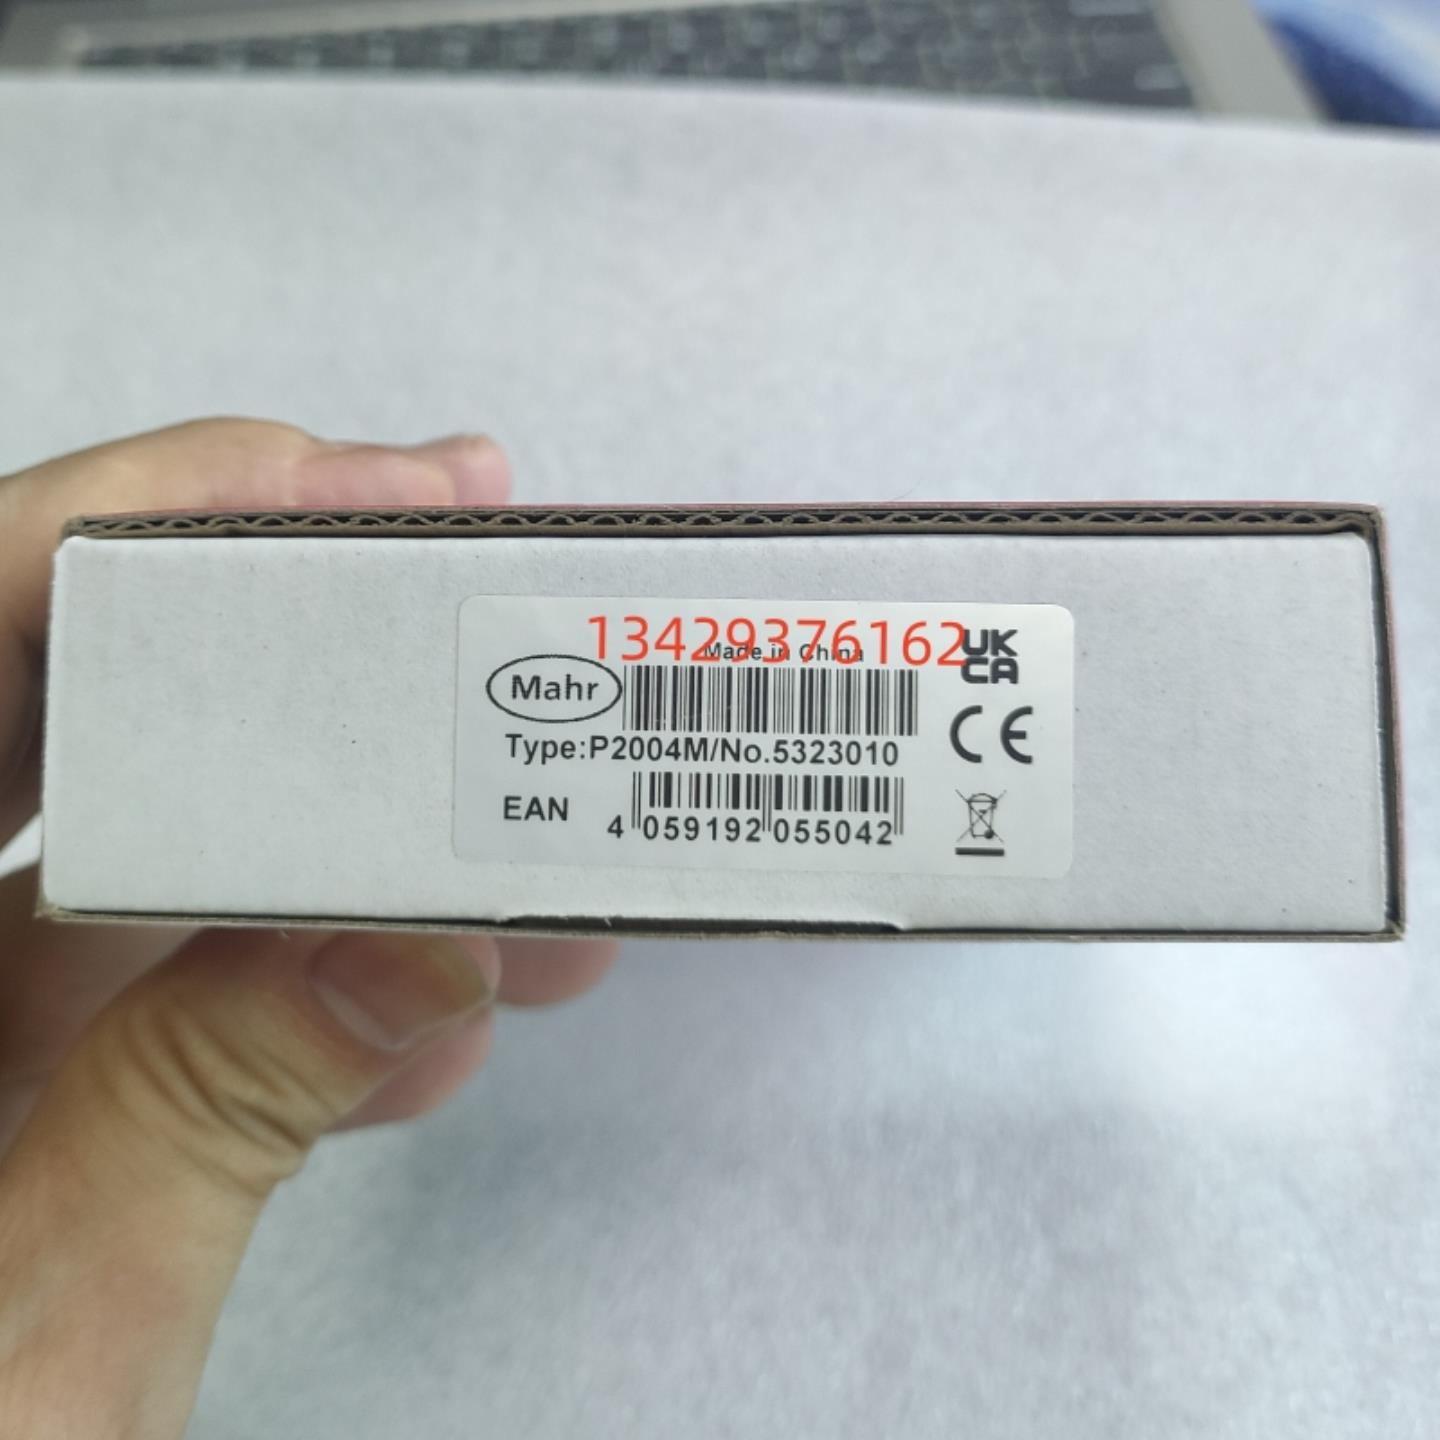 13429376162
Made in China
UK
CA
Mahr
CE
Type:P2004M/No.5323010
EAN
4 059192 055042